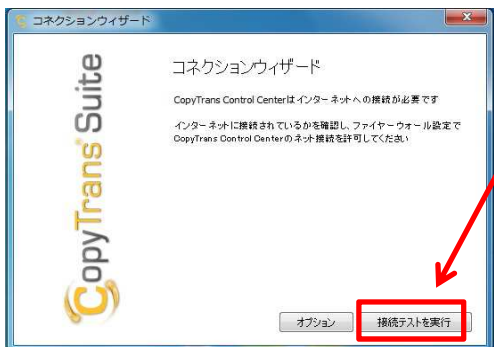 コネクションウィザード
CopyTrans Suite
コネクションウィザード
CopyTrans Control Centerはインターネットへの接続が必要です
インターネットに接続されているかを確認し、ファイヤーウォール設定で
CopyTrans Control Centerのネット接続を許可してください
オプション
接続テストを実行